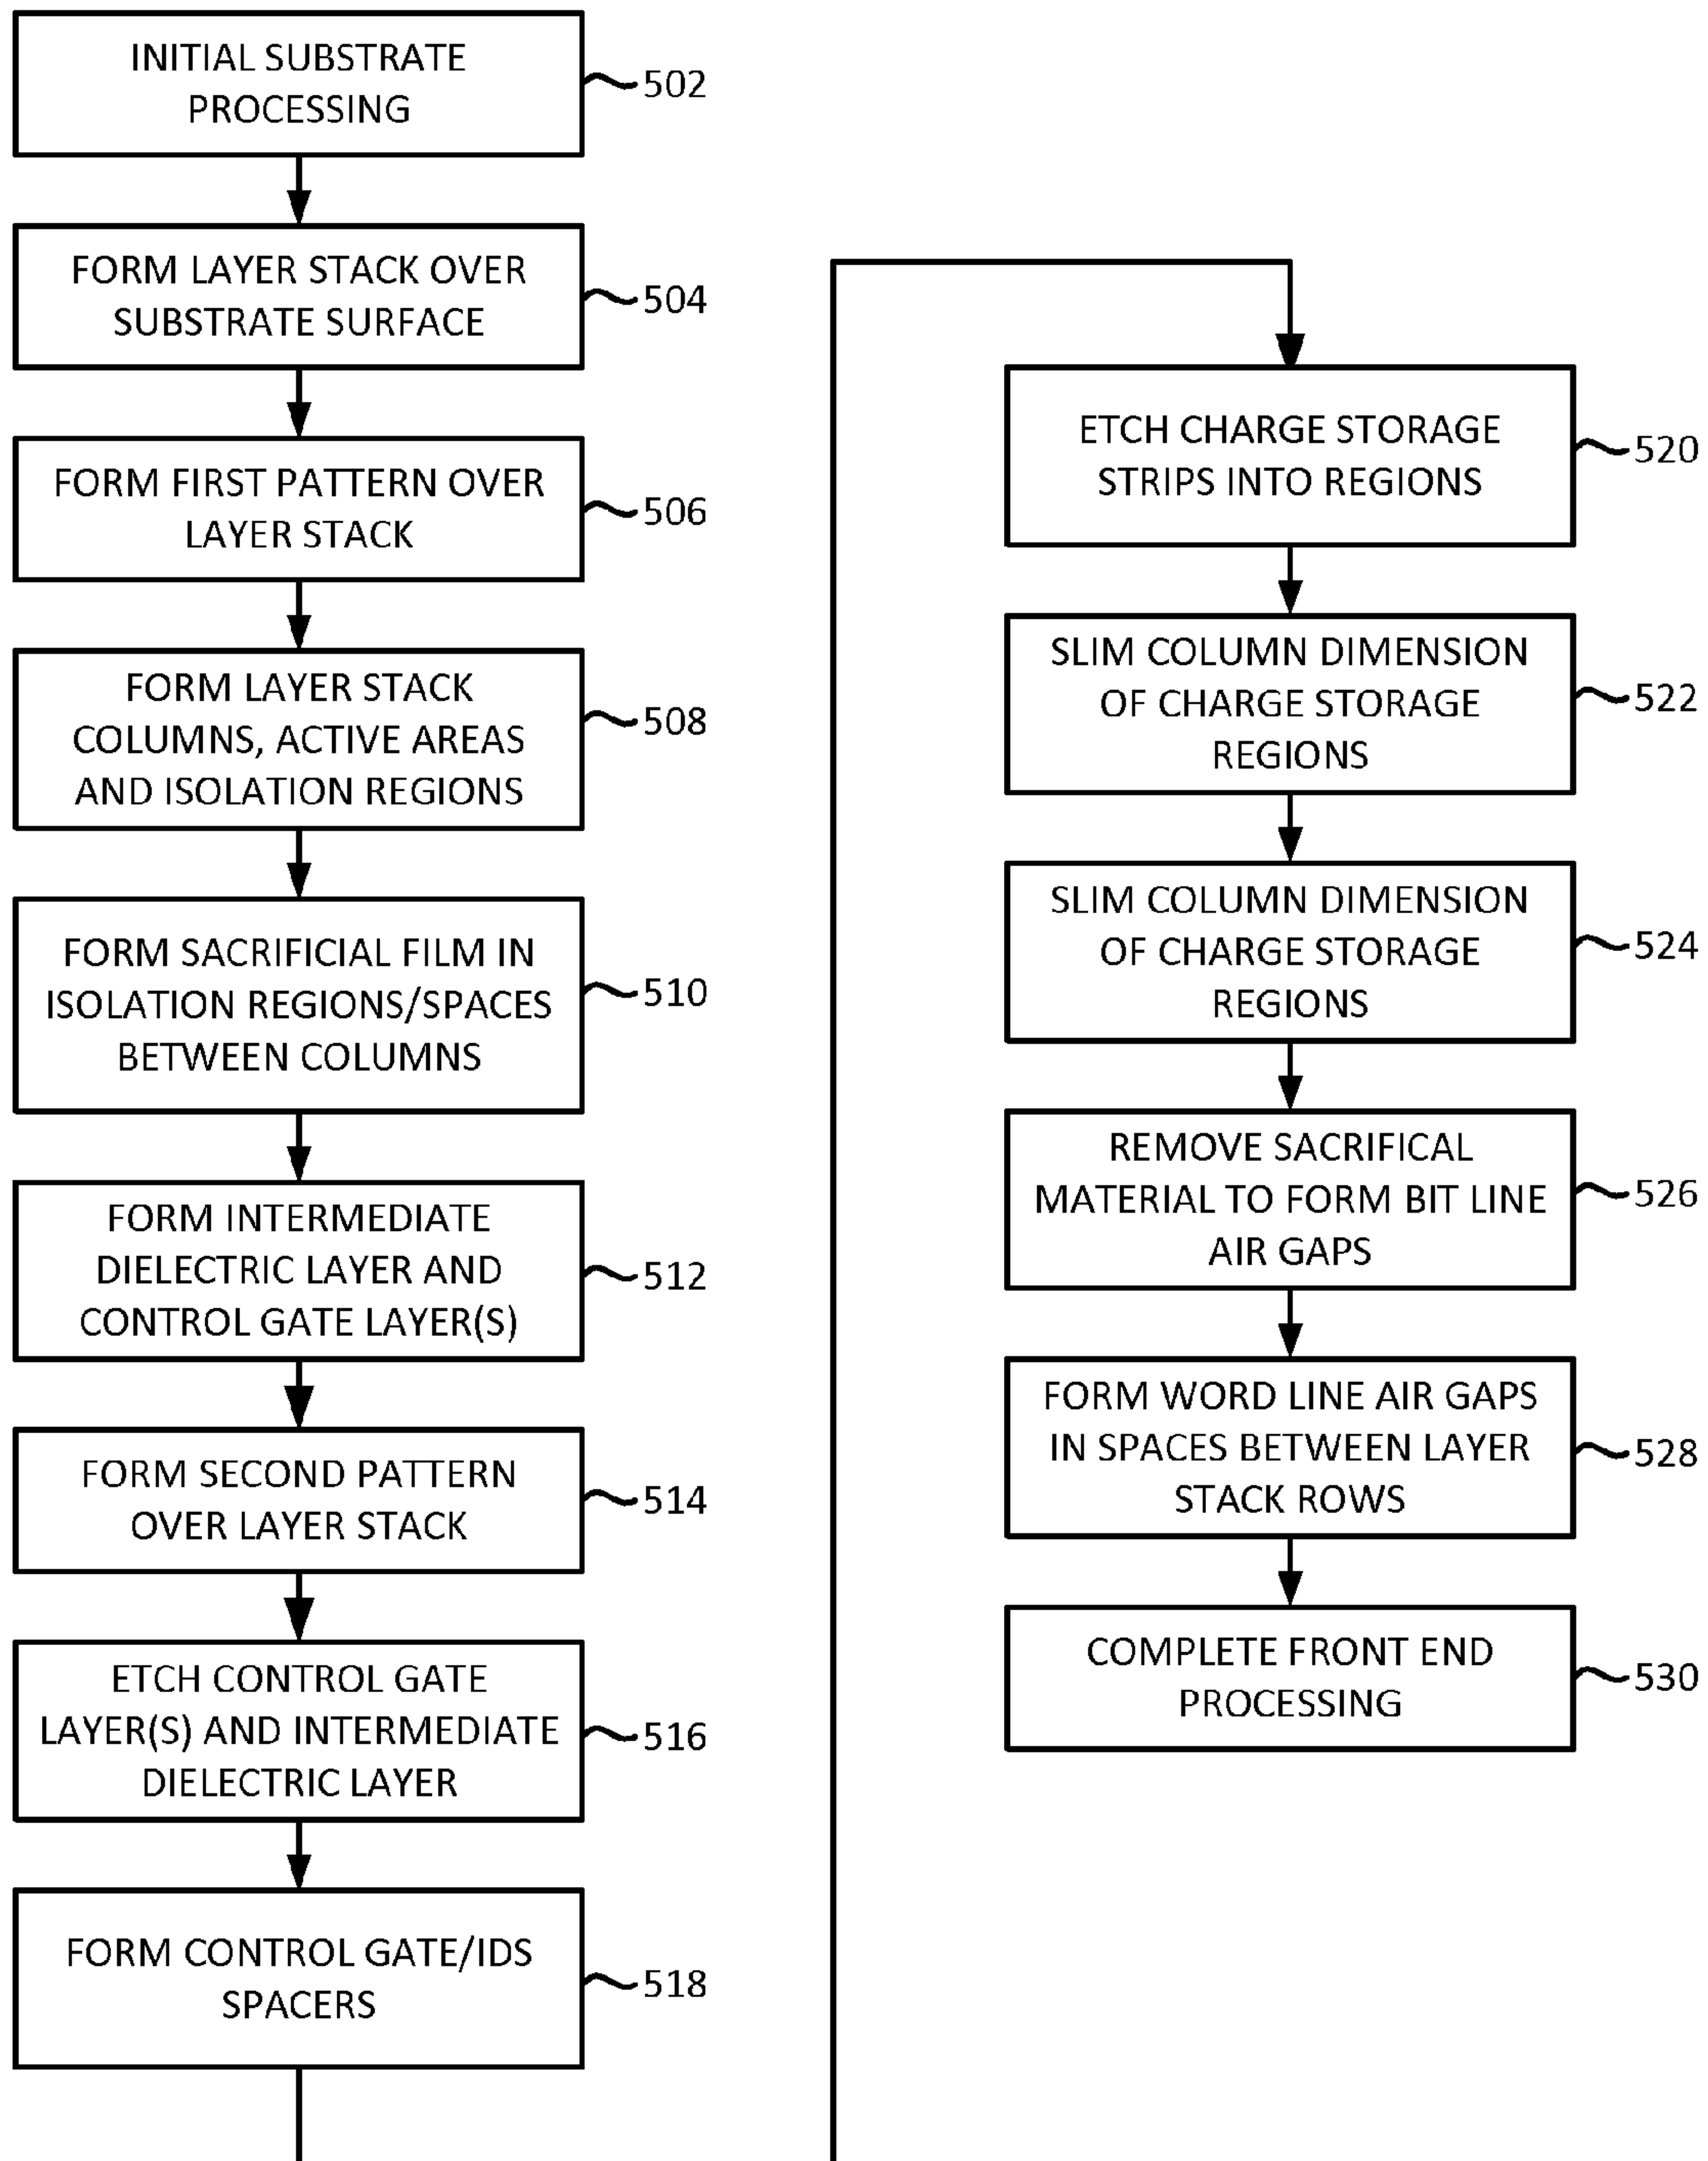 INITIAL SUBSTRATE
PROCESSING
502
FORM LAYER STACK OVER
SUBSTRATE SURFACE
504
FORM FIRST PATTERN OVER
LAYER STACK
506
FORM LAYER STACK
COLUMNS, ACTIVE AREAS
AND ISOLATION REGIONS
508
FORM SACRIFICIAL FILM IN
ISOLATION REGIONS/SPACES
BETWEEN COLUMNS
510
FORM INTERMEDIATE
DIELECTRIC LAYER AND
CONTROL GATE LAYER(S)
512
FORM SECOND PATTERN
OVER LAYER STACK
514
ETCH CONTROL GATE
LAYER(S) AND INTERMEDIATE
DIELECTRIC LAYER
516
FORM CONTROL GATE/IDS
SPACERS
518
ETCH CHARGE STORAGE
STRIPS INTO REGIONS
520
SLIM COLUMN DIMENSION
OF CHARGE STORAGE
REGIONS
522
SLIM COLUMN DIMENSION
OF CHARGE STORAGE
REGIONS
524
REMOVE SACRIFICAL
MATERIAL TO FORM BIT LINE
AIR GAPS
526
FORM WORD LINE AIR GAPS
IN SPACES BETWEEN LAYER
STACK ROWS
528
COMPLETE FRONT END
PROCESSING
530